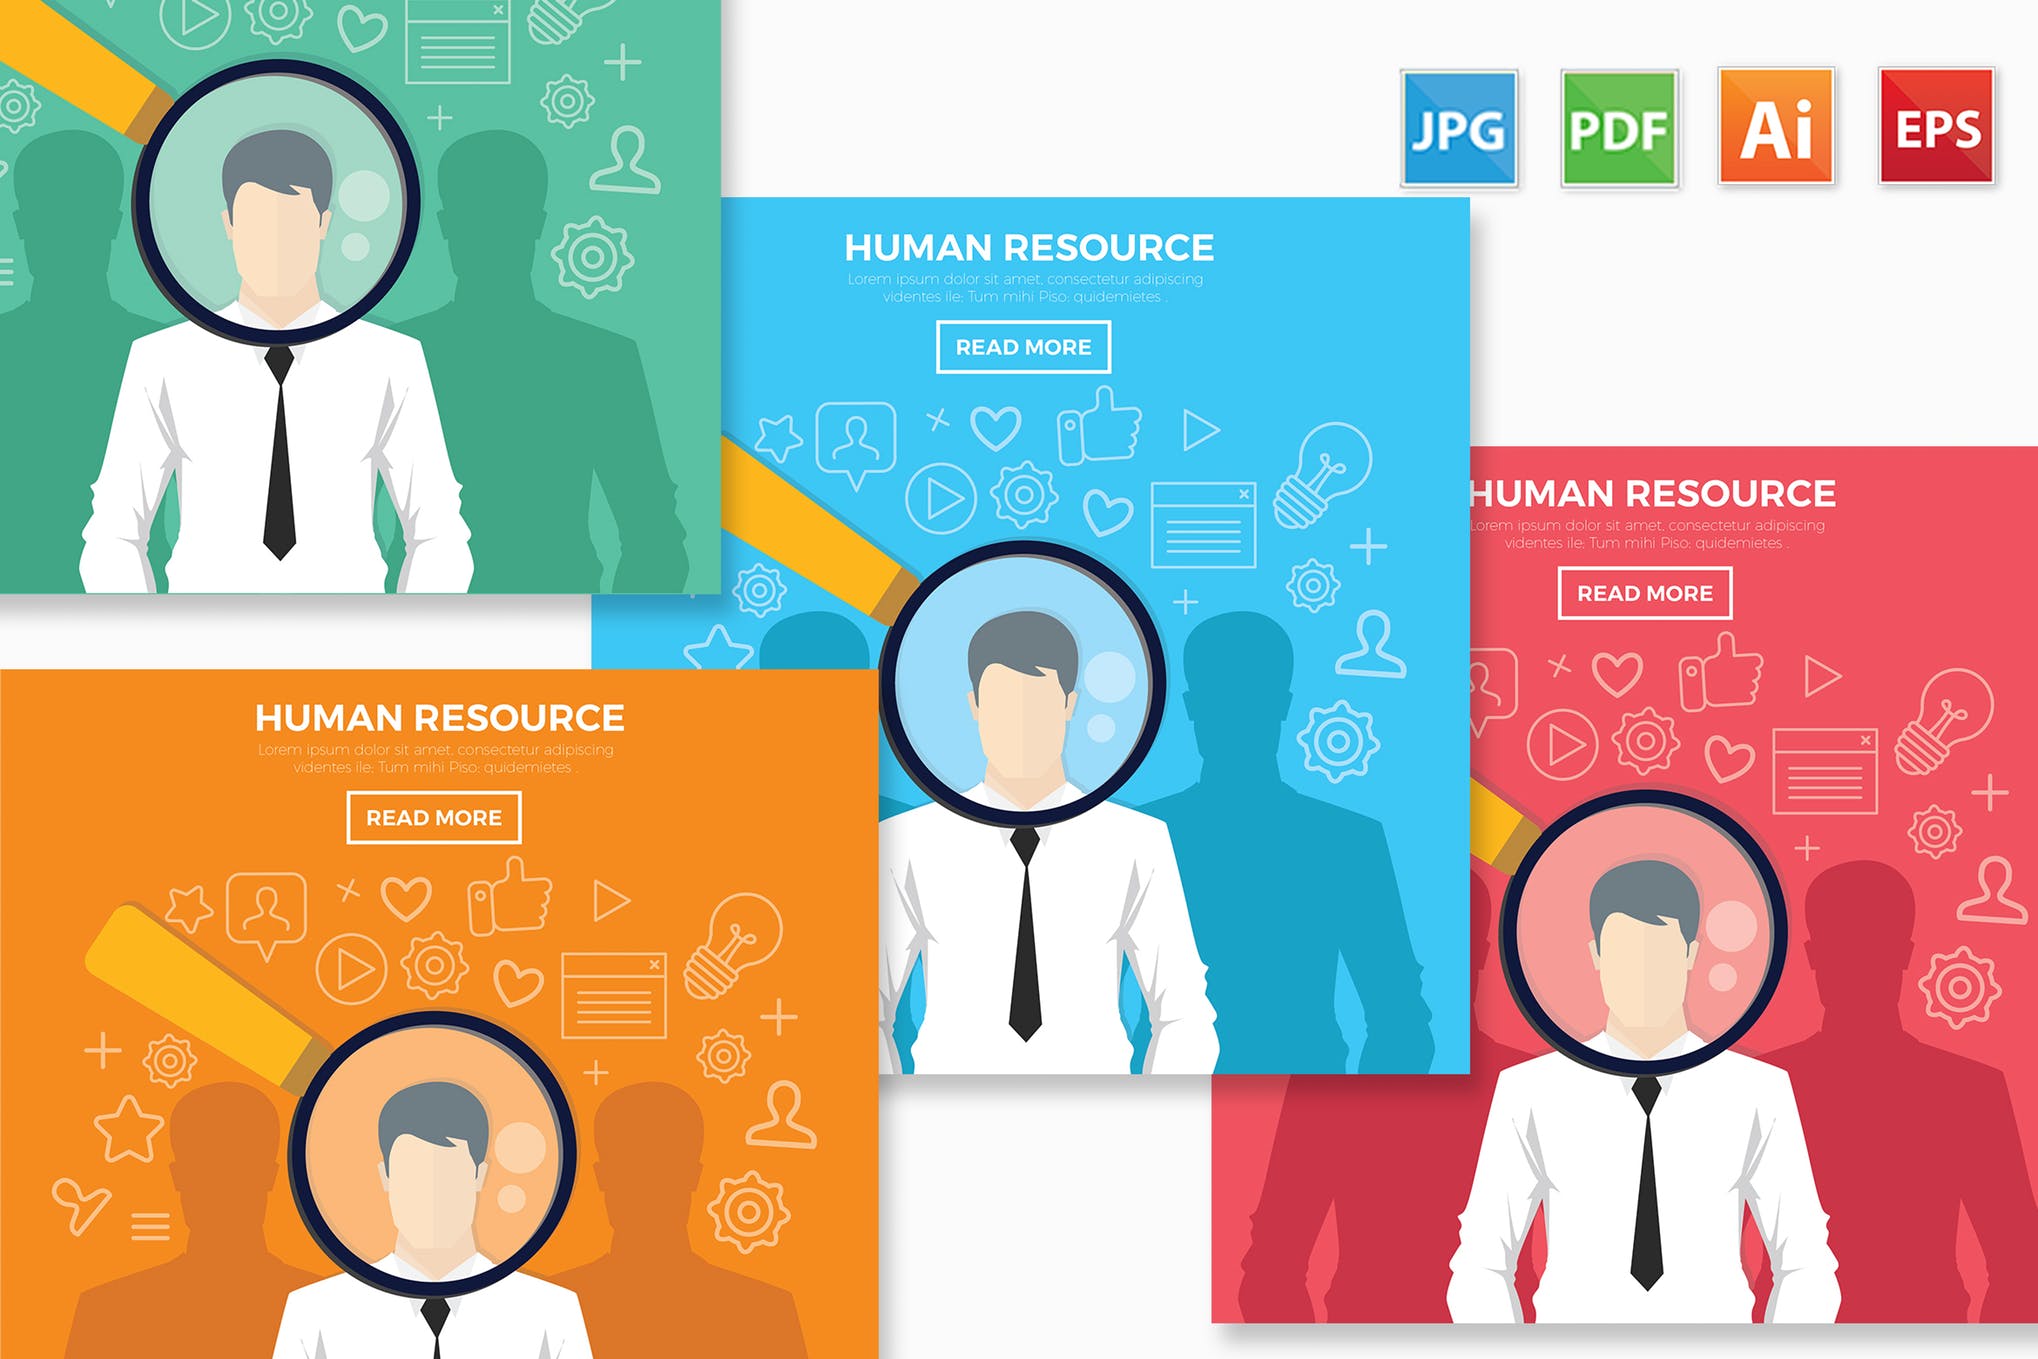 JPG
PDF
Ai
EPS
HUMAN RESOURCE
Lorem ipsum dolor sit amet, consectetur adipiscing
videntes ile; Tum mihi Piso: quidemietes .
READ MORE
HUMAN RESOURCE
Lorem ipsum dolor sit amet, consectetur adipiscing
videntes ile; Tum mihi Piso: quidemietes .
READ MORE
HUMAN RESOURCE
Lorem ipsum dolor sit amet, consectetur adipiscing
videntes ile; Tum mihi Piso: quidemietes .
READ MORE